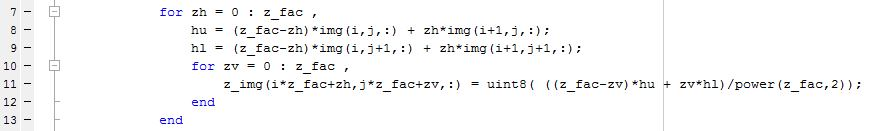 7 - for zh = 0 : z_fac ,
8 - hu = (z_fac-zh)*img(i,j,:) + zh*img(i+1,j,:);
9 - hl = (z_fac-zh)*img(i,j+1,:) + zh*img(i+1,j+1,:);
10 - for zv = 0 : z_fac ,
11 - z_img(i*z_fac+zh,j*z_fac+zv,:) = uint8( ((z_fac-zv)*hu + zv*hl)/power(z_fac,2));
12 - end
13 - end